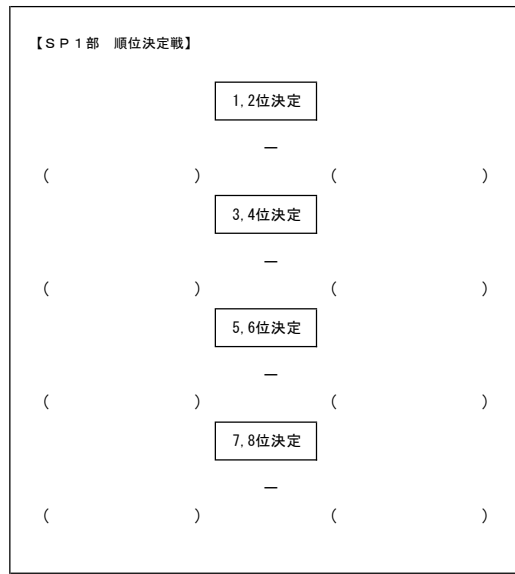 【ＳＰ１部　順位決定戦】
1,2位決定
―
(　　　　　)　　　　　(　　　　　)
3,4位決定
―
(　　　　　)　　　　　(　　　　　)
5,6位決定
―
(　　　　　)　　　　　(　　　　　)
7,8位決定
―
(　　　　　)　　　　　(　　　　　)